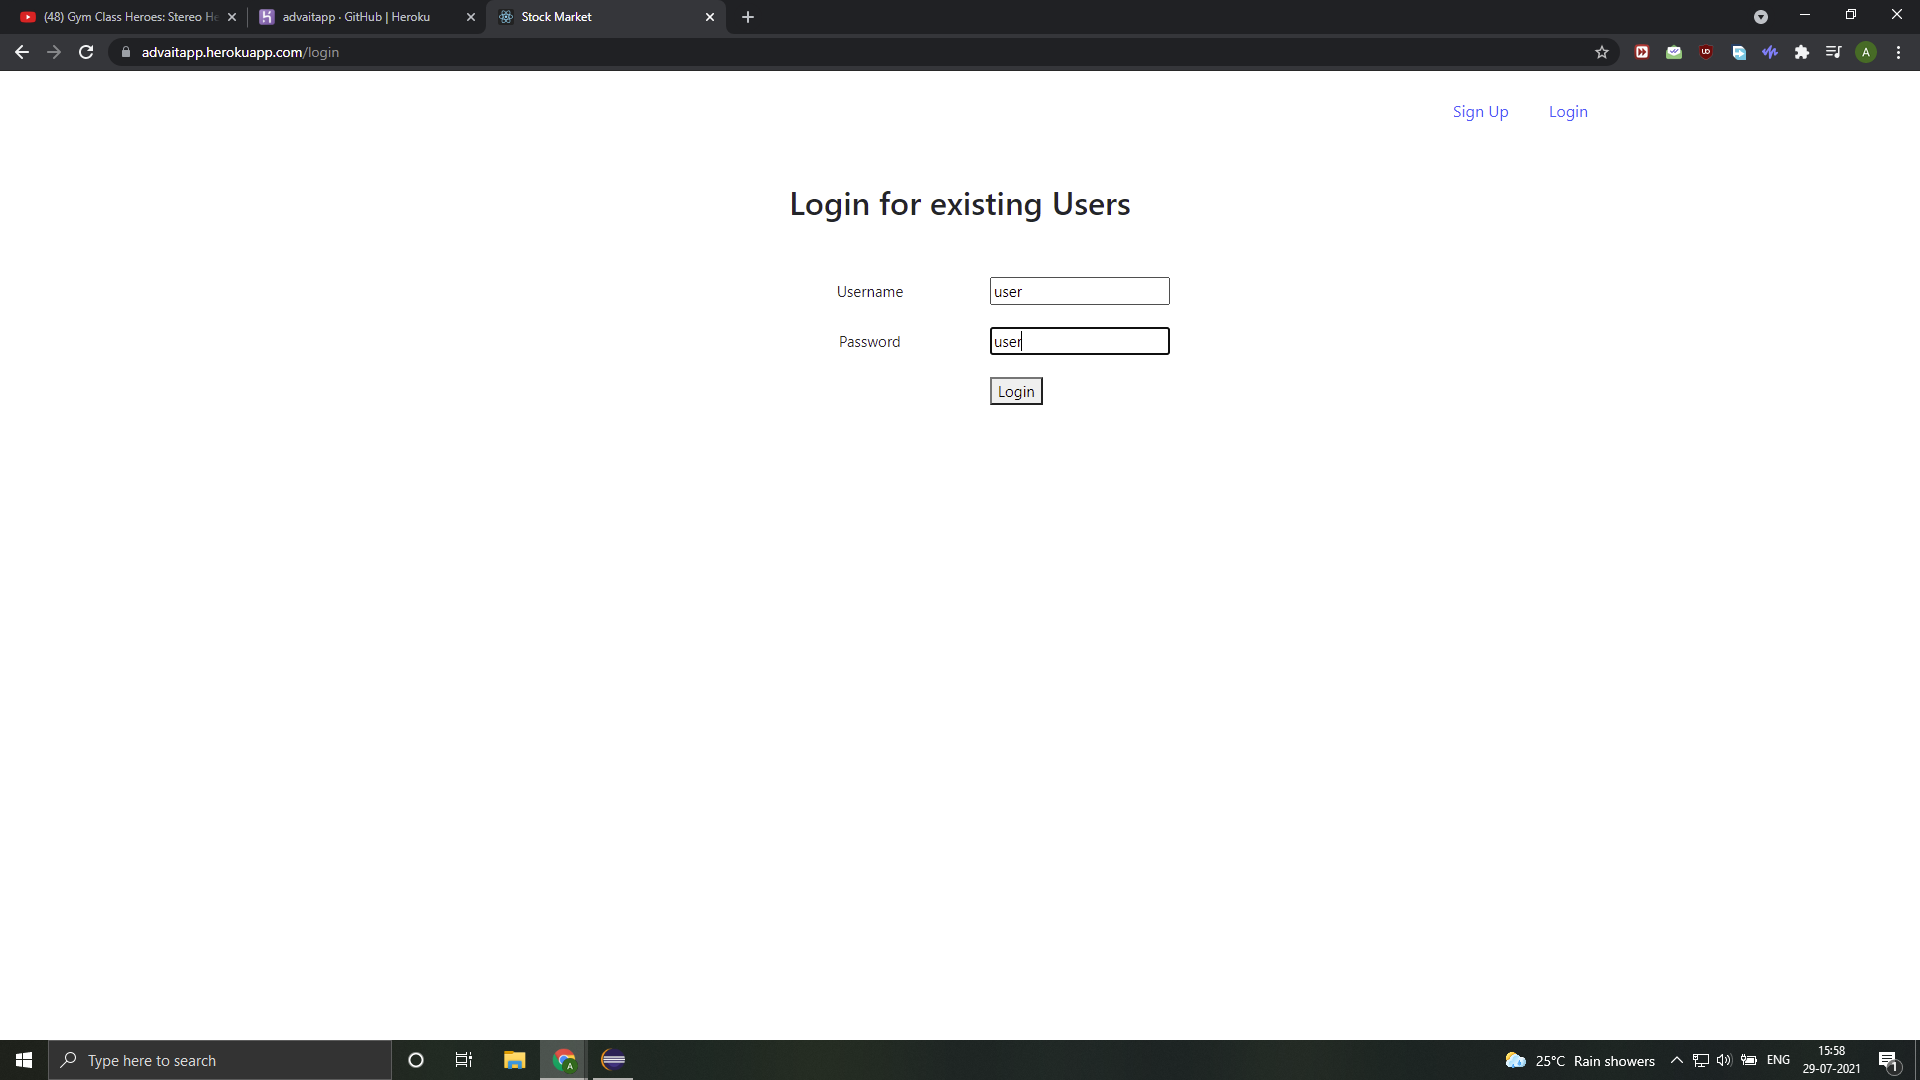 (48) Gym Class Heroes: Stereo He
advaitapp · GitHub | Heroku
Stock Market
advaitapp.herokuapp.com/login
A
Sign Up Login
Login for existing Users
Username user
Password user
Login
Type here to search
A
25°C Rain showers
ENG
15:58
29-07-2021
1